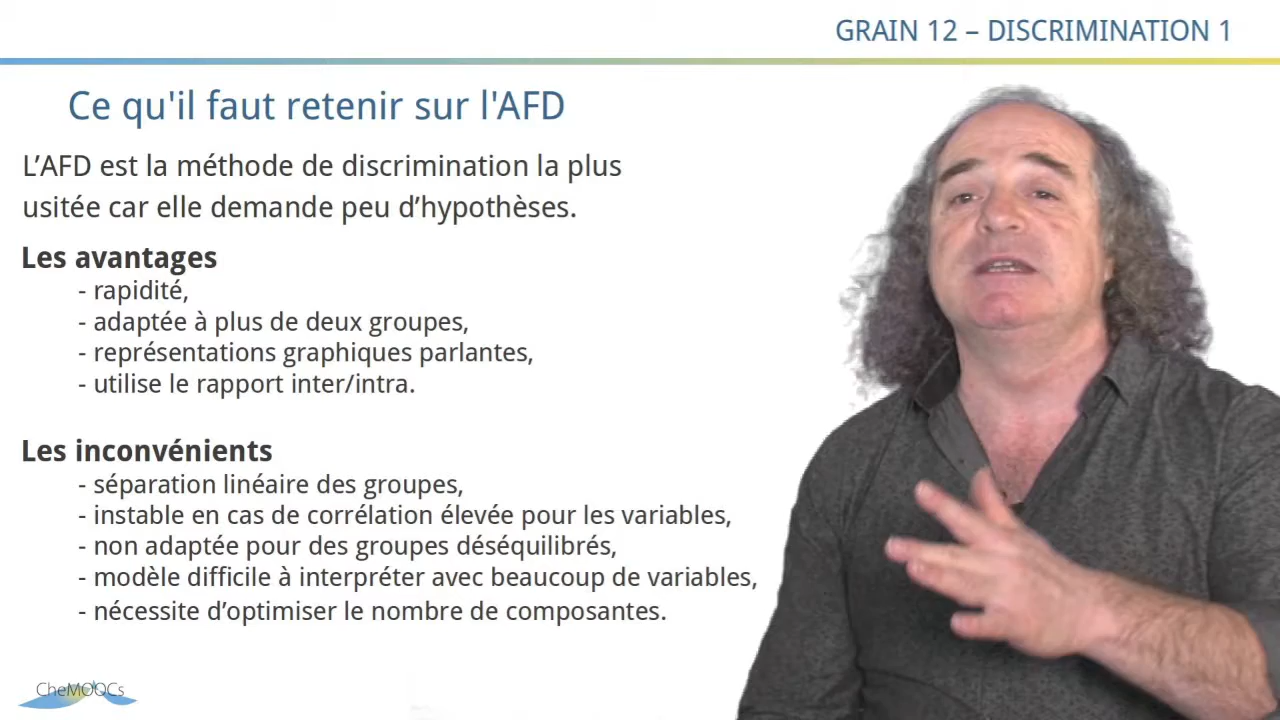 GRAIN 12 – DISCRIMINATION 1
Ce qu'il faut retenir sur l'AFD
L’AFD est la méthode de discrimination la plus
usitée car elle demande peu d’hypothèses.
Les avantages
- rapidité,
- adaptée à plus de deux groupes,
- représentations graphiques parlantes,
- utilise le rapport inter/intra.
Les inconvénients
- séparation linéaire des groupes,
- instable en cas de corrélation élevée pour les variables,
- non adaptée pour des groupes déséquilibrés,
- modèle difficile à interpréter avec beaucoup de variables,
- nécessite d’optimiser le nombre de composantes.
CheMOOCs